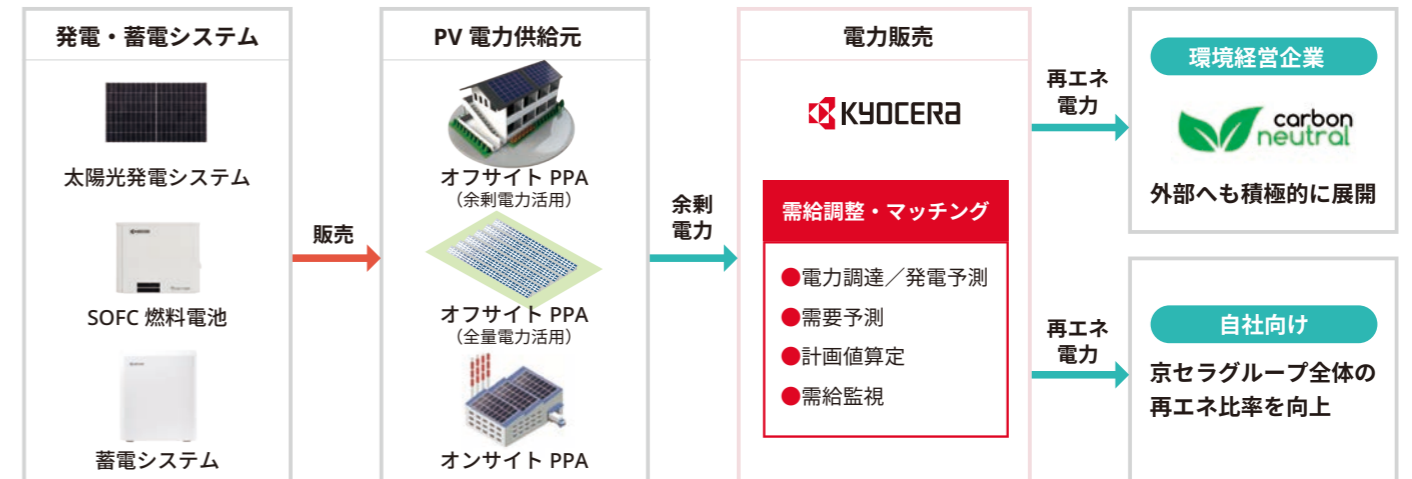 発電・蓄電システム
太陽光発電システム
SOFC 燃料電池
蓄電システム
販売
PV 電力供給元
オフサイト PPA
（余剰電力活用）
オフサイト PPA
（全量電力活用）
オンサイト PPA
余剰
電力
電力販売
KYOCERA
需給調整・マッチング
●電力調達／発電予測
●需要予測
●計画値算定
●需給監視
再エネ
電力
環境経営企業
carbon
neutral
外部へも積極的に展開
再エネ
電力
自社向け
京セラグループ全体の
再エネ比率を向上